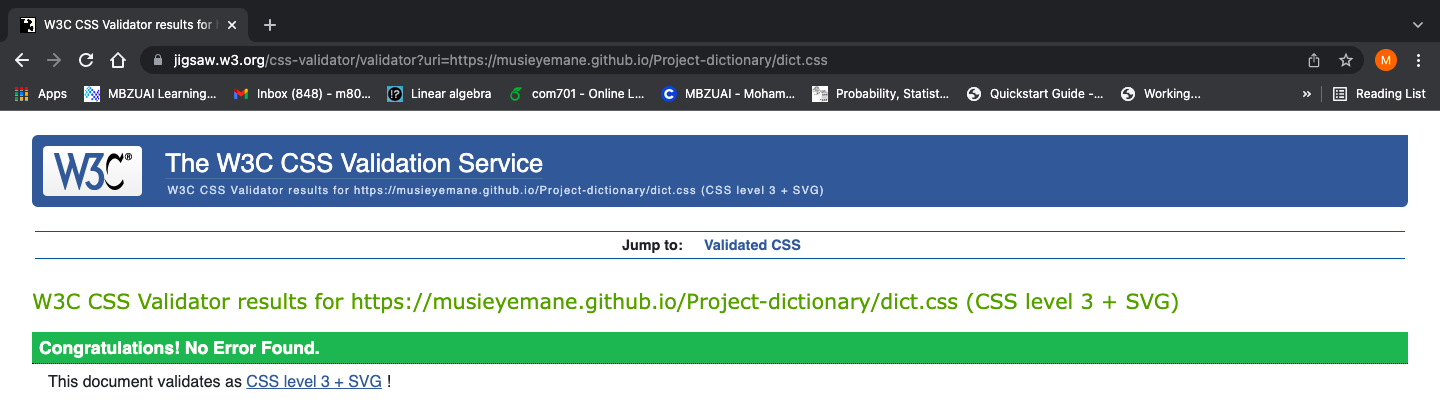 W3C CSS Validator results for
jigsaw.w3.org/css-validator/validator?uri=https://musieyemane.github.io/Project-dictionary/dict.css
M
Apps MBZUAI Learning... Inbox (848) - m80... Linear algebra com701 - Online L... MBZUAI - Moham... Probability, Statist... Quickstart Guide -... Working... » Reading List
W3C® The W3C CSS Validation Service
W3C CSS Validator results for https://musieyemane.github.io/Project-dictionary/dict.css (CSS level 3 + SVG)
Jump to: Validated CSS
W3C CSS Validator results for https://musieyemane.github.io/Project-dictionary/dict.css (CSS level 3 + SVG)
Congratulations! No Error Found.
This document validates as CSS level 3 + SVG !